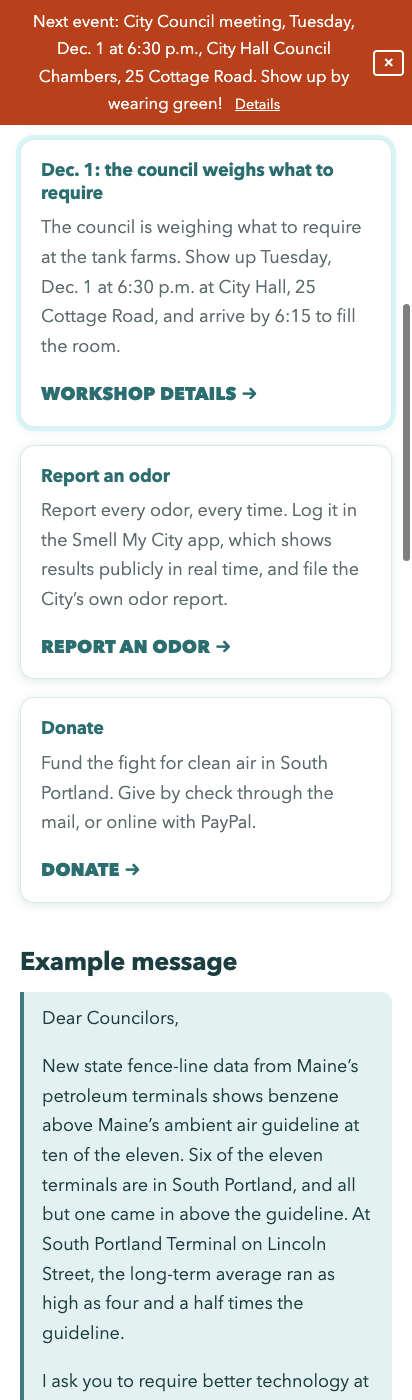 Next event: City Council meeting, Tuesday,
Dec. 1 at 6:30 p.m., City Hall Council
Chambers, 25 Cottage Road. Show up by
wearing green! Details
×
Dec. 1: the council weighs what to
require
The council is weighing what to require
at the tank farms. Show up Tuesday,
Dec. 1 at 6:30 p.m. at City Hall, 25
Cottage Road, and arrive by 6:15 to fill
the room.
WORKSHOP DETAILS →
Report an odor
Report every odor, every time. Log it in
the Smell My City app, which shows
results publicly in real time, and file the
City’s own odor report.
REPORT AN ODOR →
Donate
Fund the fight for clean air in South
Portland. Give by check through the
mail, or online with PayPal.
DONATE →
Example message
Dear Councilors,
New state fence-line data from Maine’s
petroleum terminals shows benzene
above Maine’s ambient air guideline at
ten of the eleven. Six of the eleven
terminals are in South Portland, and all
but one came in above the guideline. At
South Portland Terminal on Lincoln
Street, the long-term average ran as
high as four and a half times the
guideline.
I ask you to require better technology at